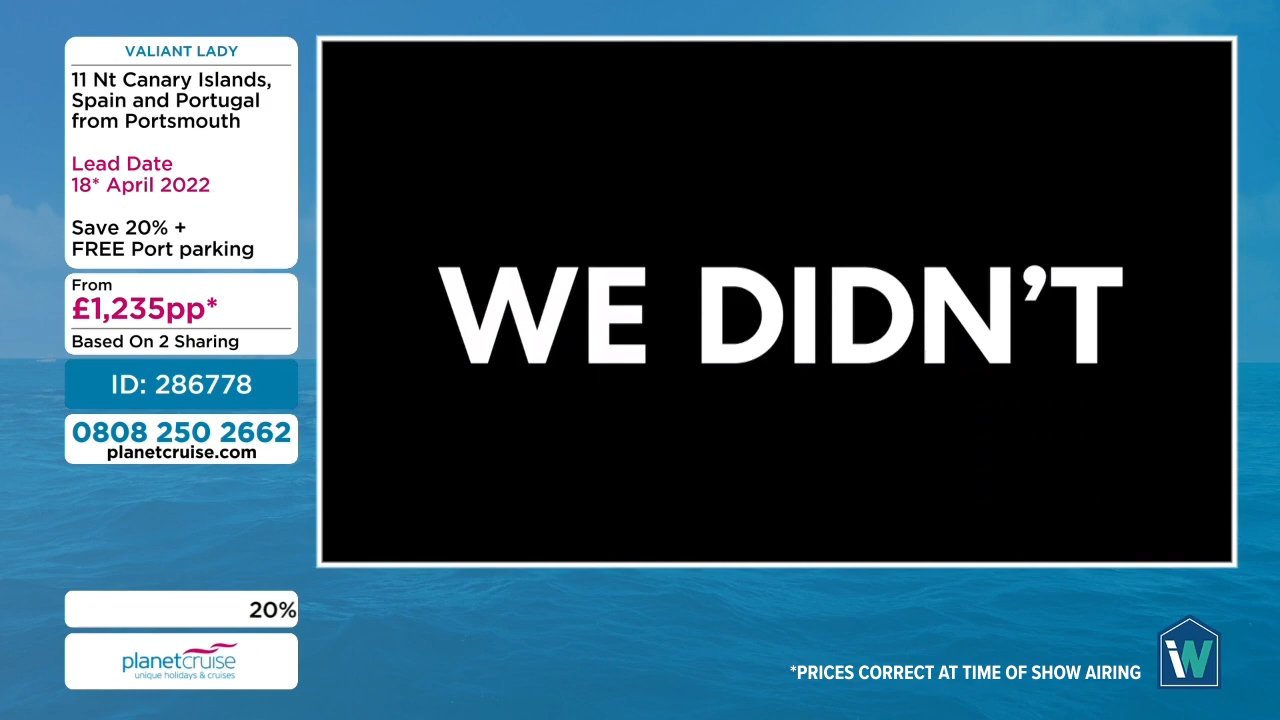 VALIANT LADY
11 Nt Canary Islands,
Spain and Portugal
from Portsmouth
Lead Date
18* April 2022
Save 20% +
FREE Port parking
From
£1,235pp*
Based On 2 Sharing
ID: 286778
0808 250 2662
planetcruise.com
20%
planetcruise
unique holidays & cruises
WE DIDN'T
*PRICES CORRECT AT TIME OF SHOW AIRING
iW